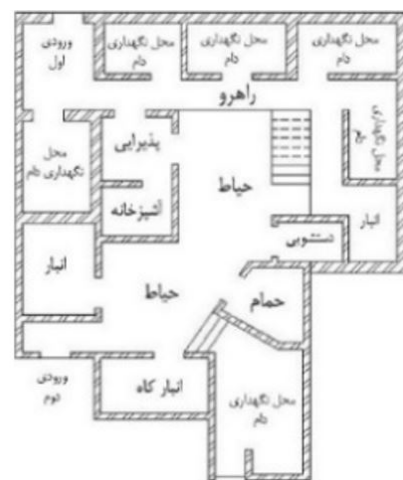 ورودی
اول
محل نگهداری
دام
محل نگهداری
دام
محل نگهداری
دام
راهرو
محل نگهداری
دام
پذیرایی
محل
نگهداری دام
حیاط
آشپزخانه
انبار
دستشویی
انبار
حیاط
حمام
ورودی
دوم
انبار کاه
محل نگهداری
دام